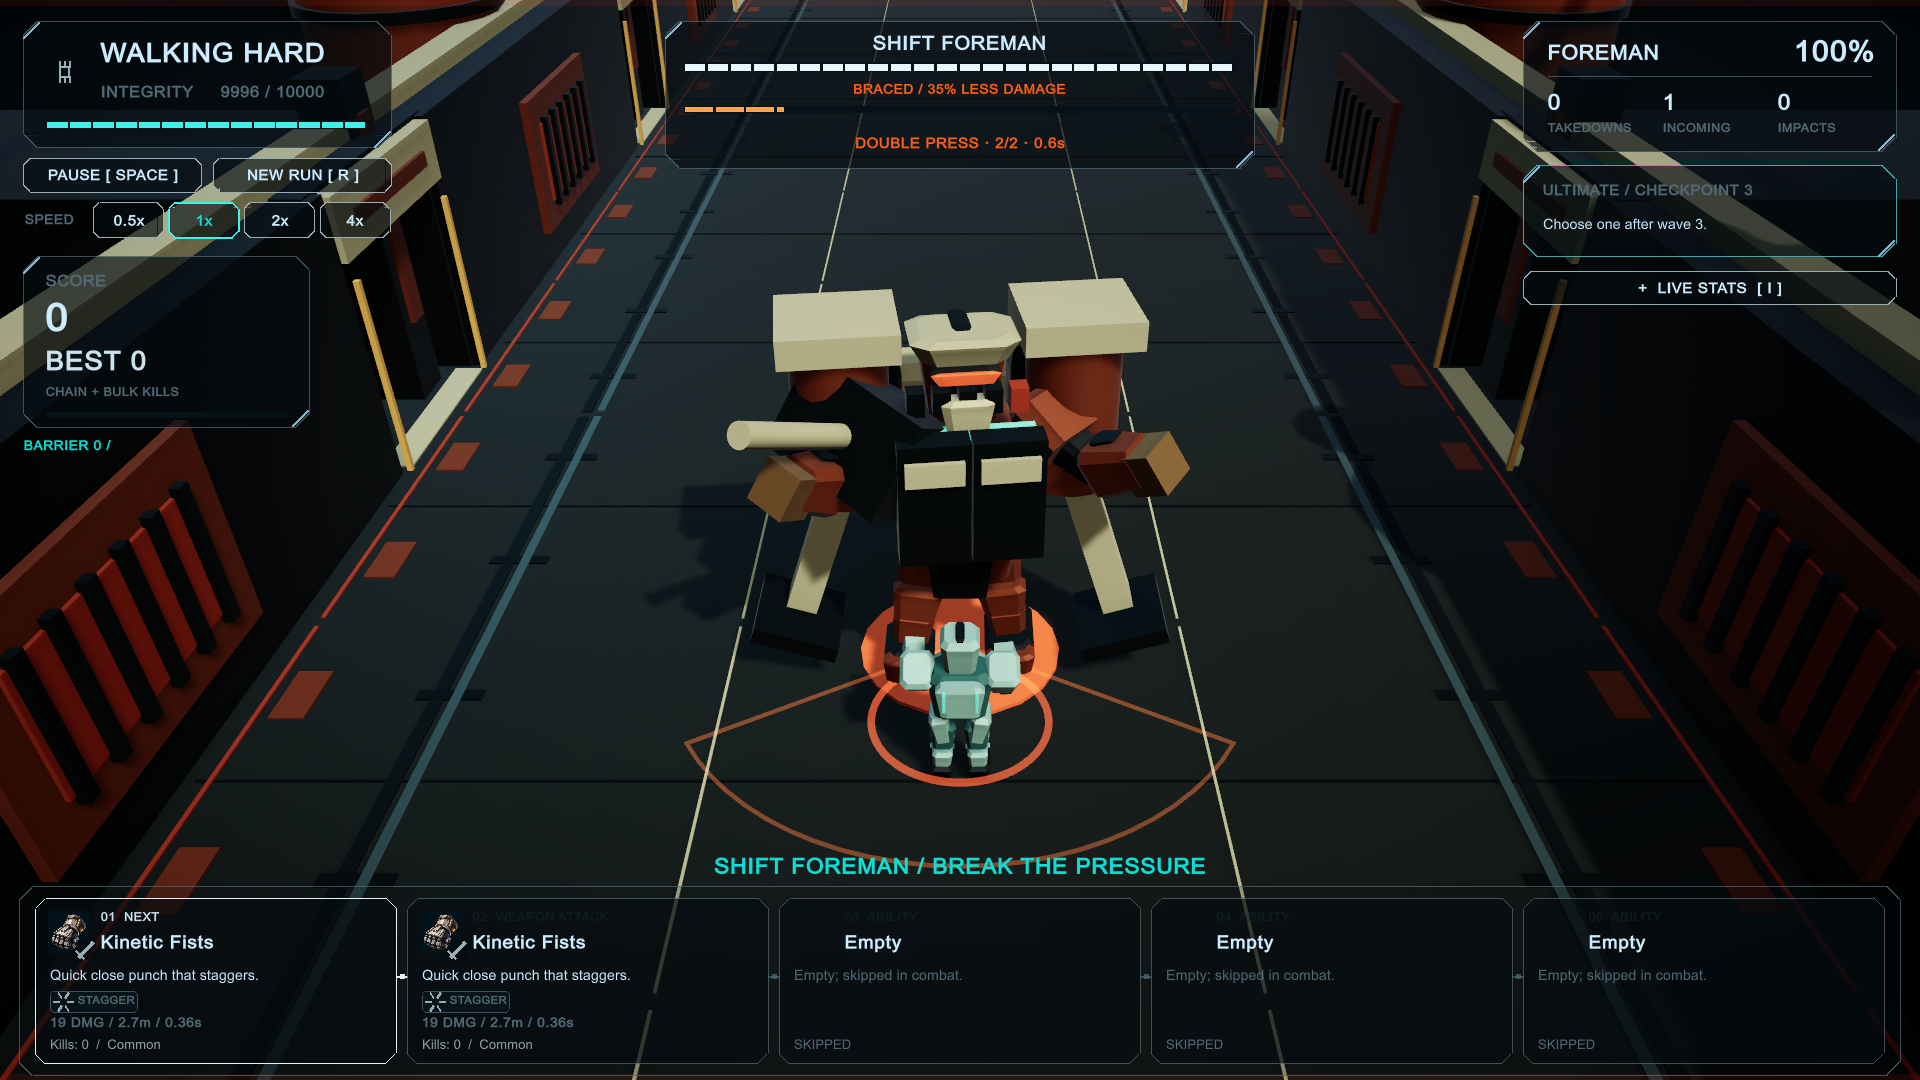 WALKING HARD
INTEGRITY 9996 / 10000
PAUSE [ SPACE ]
NEW RUN [ R ]
SPEED
0.5x
1x
2x
4x
SCORE
0
BEST 0
CHAIN + BULK KILLS
BARRIER 0 /
SHIFT FOREMAN
BRACED / 35% LESS DAMAGE
DOUBLE PRESS · 2/2 · 0.6s
FOREMAN 100%
0 1 0
TAKEDOWNS INCOMING IMPACTS
ULTIMATE / CHECKPOINT 3
Choose one after wave 3.
+ LIVE STATS [ I ]
SHIFT FOREMAN / BREAK THE PRESSURE
01 NEXT
Kinetic Fists
Quick close punch that staggers.
STAGGER
19 DMG / 2.7m / 0.36s
Kills: 0 / Common
02 WEAPON ATTACK
Kinetic Fists
Quick close punch that staggers.
STAGGER
19 DMG / 2.7m / 0.36s
Kills: 0 / Common
03 ABILITY
Empty
Empty; skipped in combat.
SKIPPED
04 ABILITY
Empty
Empty; skipped in combat.
SKIPPED
05 ABILITY
Empty
Empty; skipped in combat.
SKIPPED